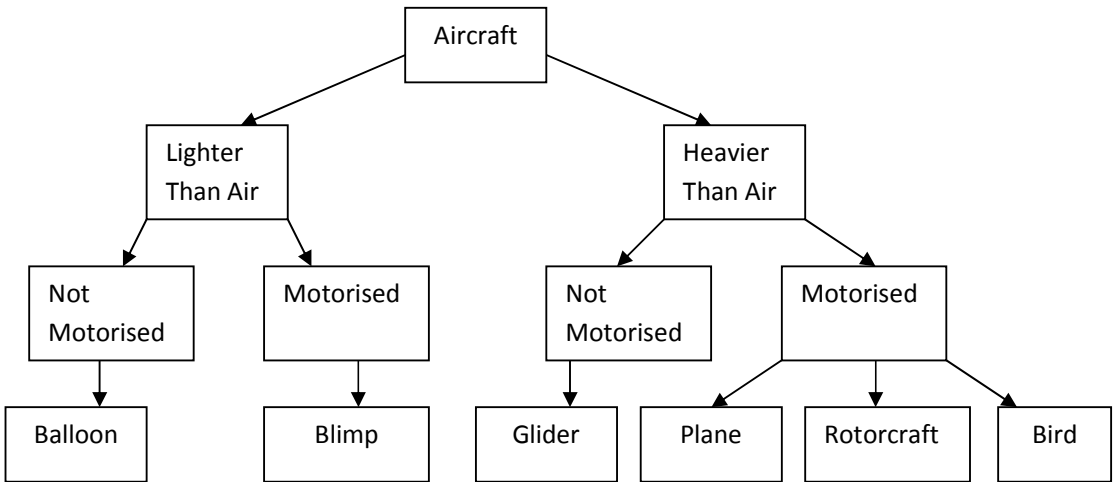 Aircraft
Lighter
Than Air
Heavier
Than Air
Not
Motorised
Motorised
Not
Motorised
Motorised
Balloon
Blimp
Glider
Plane
Rotorcraft
Bird